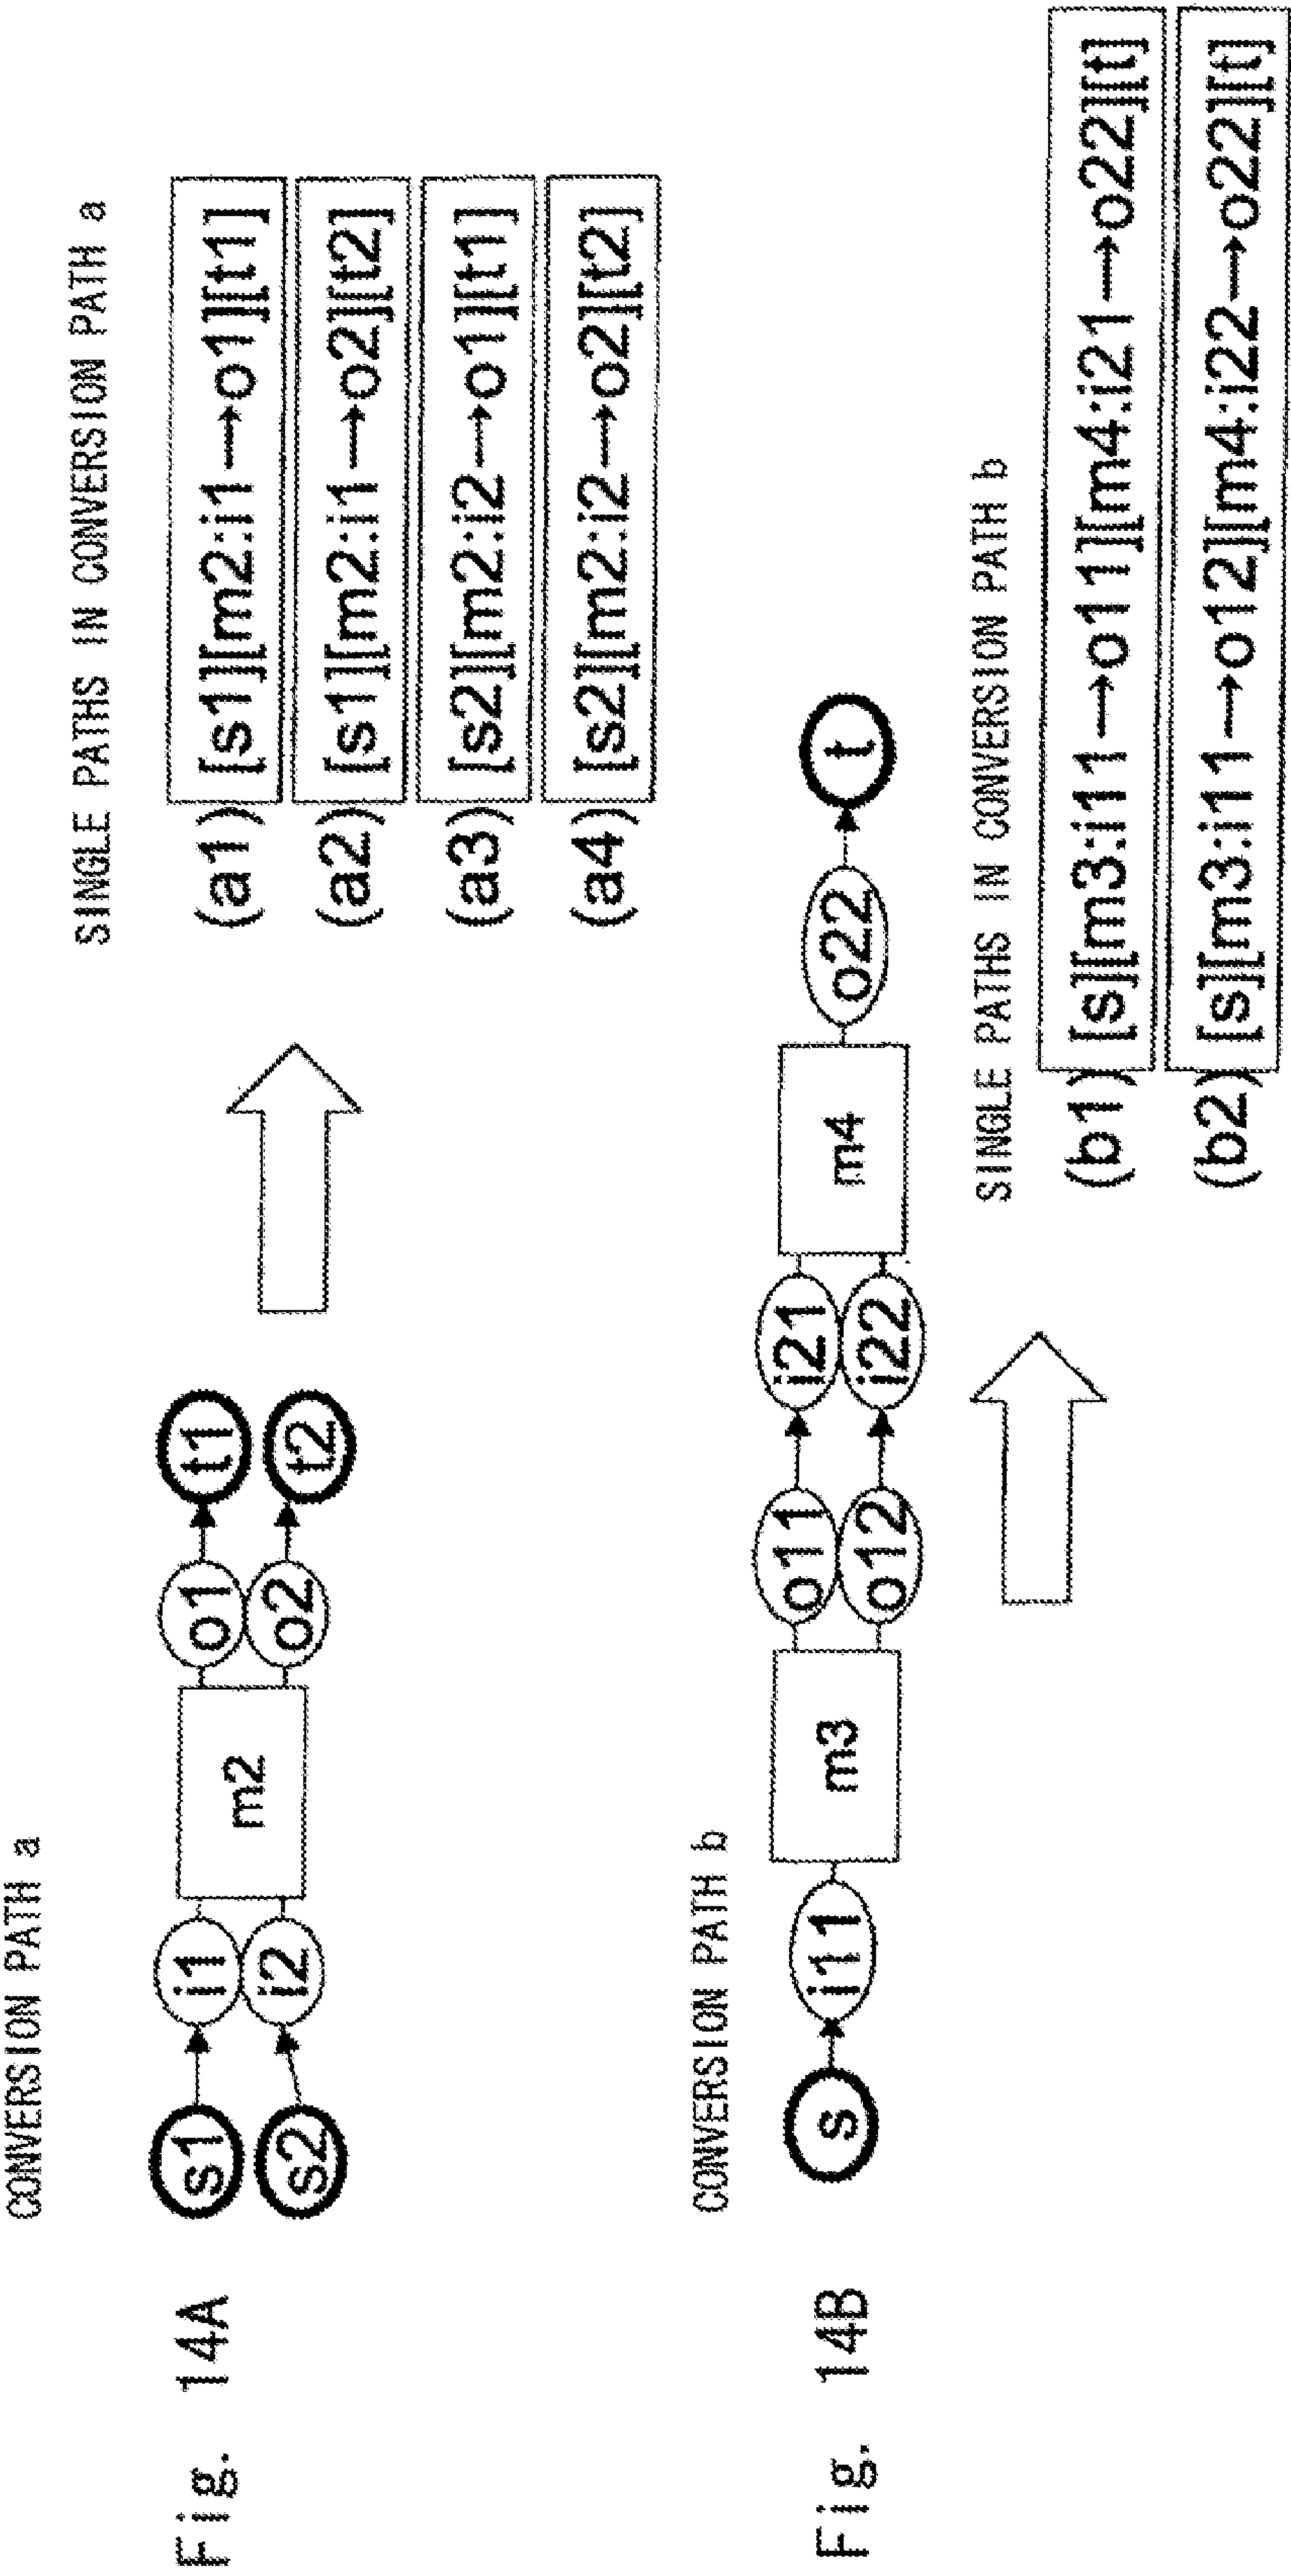 Fig. 14A
CONVERSION PATH a
s1
s2
i1
i2
m2
o1
o2
t1
t2
SINGLE PATHS IN CONVERSION PATH a
(a1) [s1][m2:i1→o1][t1]
(a2) [s1][m2:i1→o2][t2]
(a3) [s2][m2:i2→o1][t1]
(a4) [s2][m2:i2→o2][t2]
Fig. 14B
CONVERSION PATH b
s
i11
m3
o11
o12
i21
i22
m4
o22
t
SINGLE PATHS IN CONVERSION PATH b
(b1) [s][m3:i11→o11][m4:i21→o22][t]
(b2) [s][m3:i11→o12][m4:i22→o22][t]